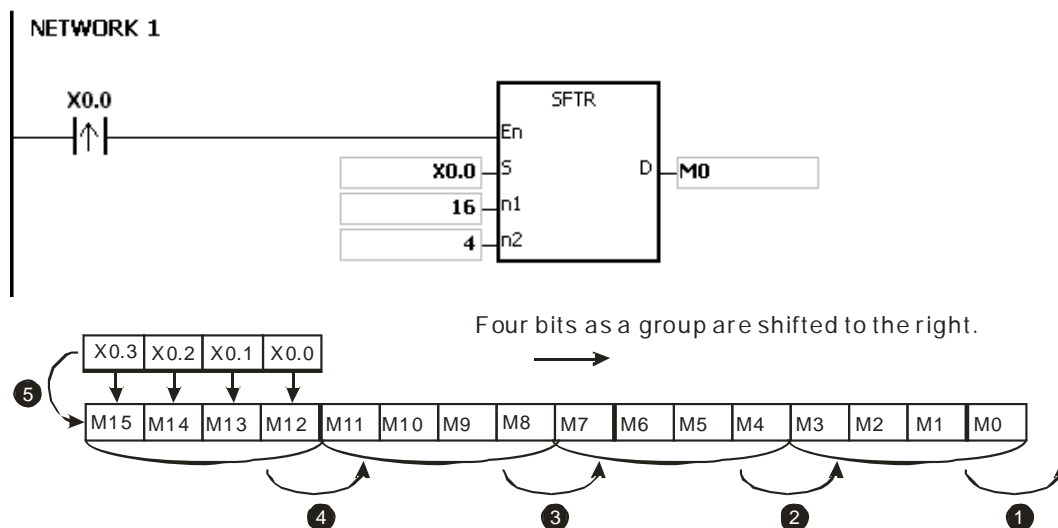 NETWORK 1
X0.0
SFTR
En
X0.0 S D M0
16 n1
4 n2
Four bits as a group are shifted to the right.
X0.3 X0.2 X0.1 X0.0
5
M15 M14 M13 M12 M11 M10 M9 M8 M7 M6 M5 M4 M3 M2 M1 M0
4 3 2 1